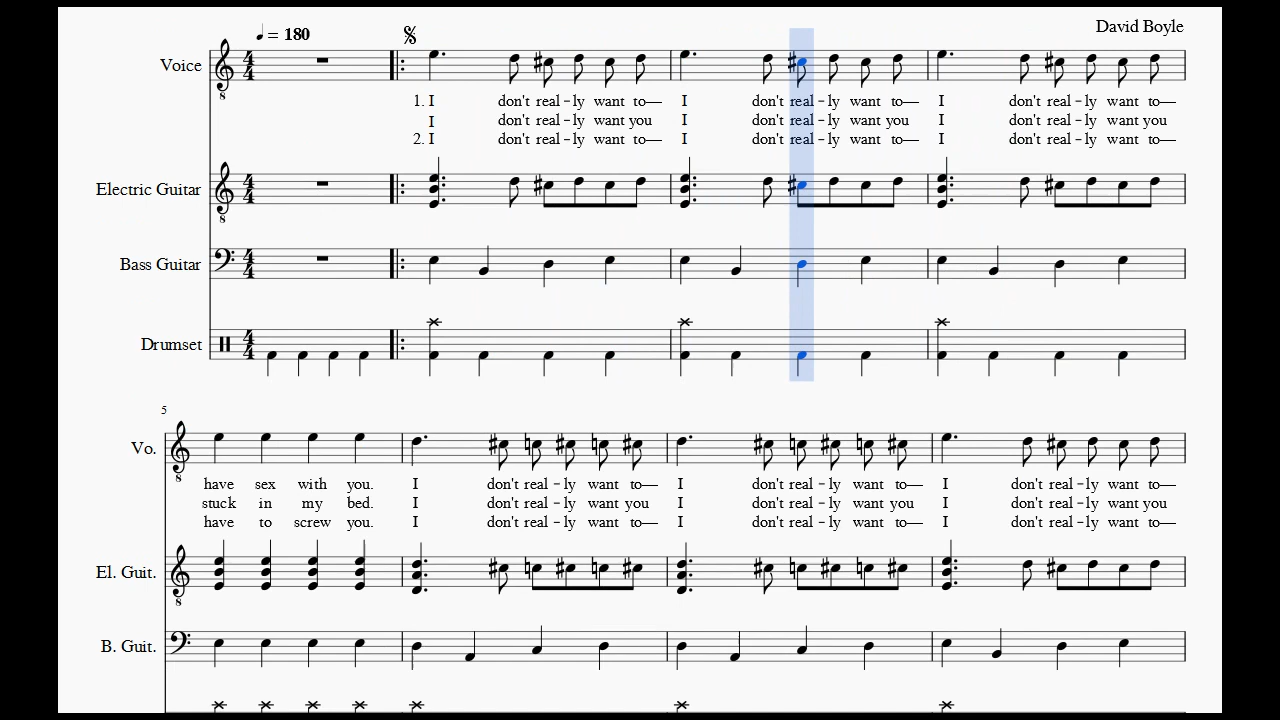 David Boyle
♩ = 180
Voice
1. I don't real – ly want to— I don't real – ly want to— I don't real – ly want to—
I don't real – ly want you I don't real – ly want you I don't real – ly want you
2. I don't real – ly want to— I don't real – ly want to— I don't real – ly want to—
Electric Guitar
Bass Guitar
Drumset
5
Vo.
have sex with you. I don't real – ly want to— I don't real – ly want to— I don't real – ly want to—
stuck in my bed. I don't real – ly want you I don't real – ly want you I don't real – ly want you
have to screw you. I don't real – ly want to— I don't real – ly want to— I don't real – ly want to—
El. Guit.
B. Guit.